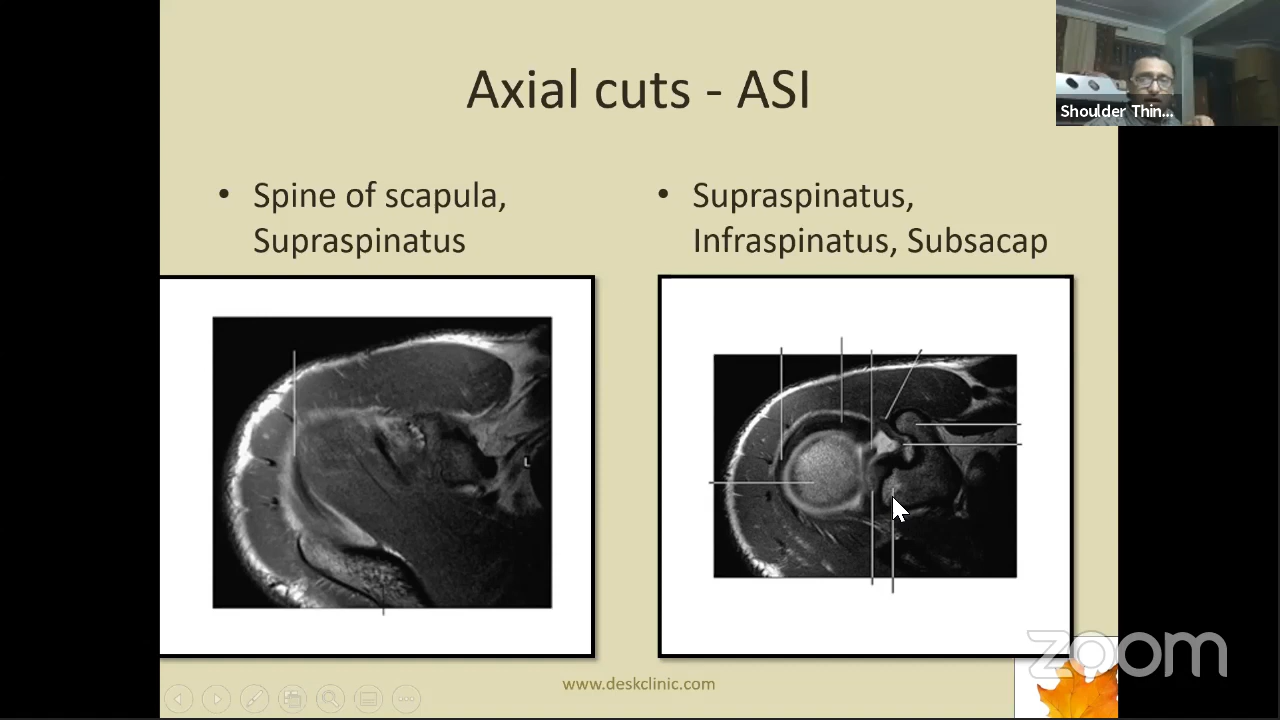 Axial cuts - ASI
Shoulder Thin...
• Spine of scapula,
Supraspinatus
• Supraspinatus,
Infraspinatus, Subsacap
L
www.deskclinic.com
zoom